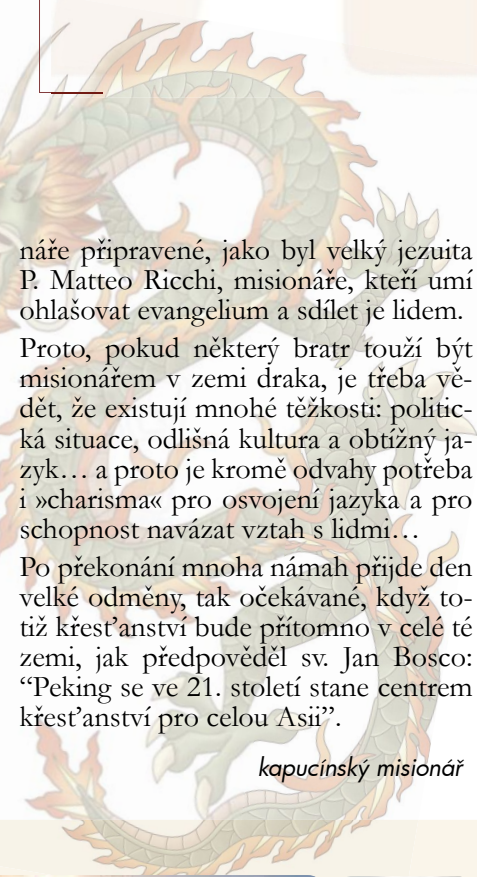 náře připravené, jako byl velký jezuita
P. Matteo Ricchi, misionáře, kteří umí
ohlašovat evangelium a sdílet je lidem.
Proto, pokud některý bratr touží být
misionářem v zemi draka, je třeba vě-
dět, že existují mnohé těžkosti: politic-
ká situace, odlišná kultura a obtížný ja-
zyk… a proto je kromě odvahy potřeba
i »charisma« pro osvojení jazyka a pro
schopnost navázat vztah s lidmi…
Po překonání mnoha námah přijde den
velké odměny, tak očekávané, když to-
tiž křest’anství bude přítomno v celé té
zemi, jak předpověděl sv. Jan Bosco:
“Peking se ve 21. století stane centrem
křest’anství pro celou Asii”.
kapucínský misionář